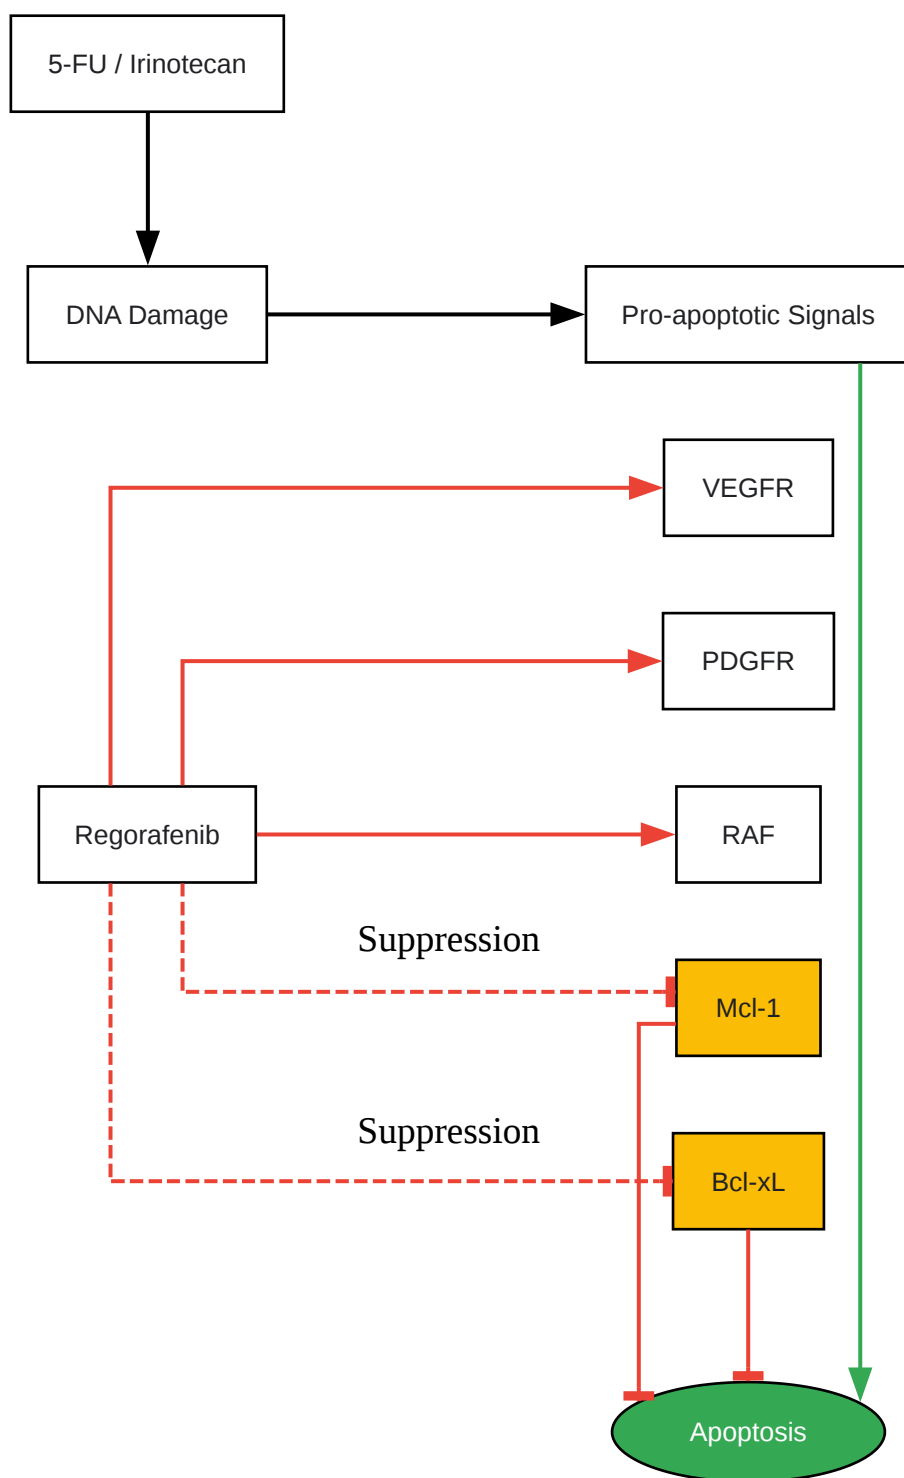 5-FU / Irinotecan
DNA Damage
Pro-apoptotic Signals
VEGFR
PDGFR
Regorafenib
RAF
Suppression
Mcl-1
Suppression
Bcl-xL
Apoptosis